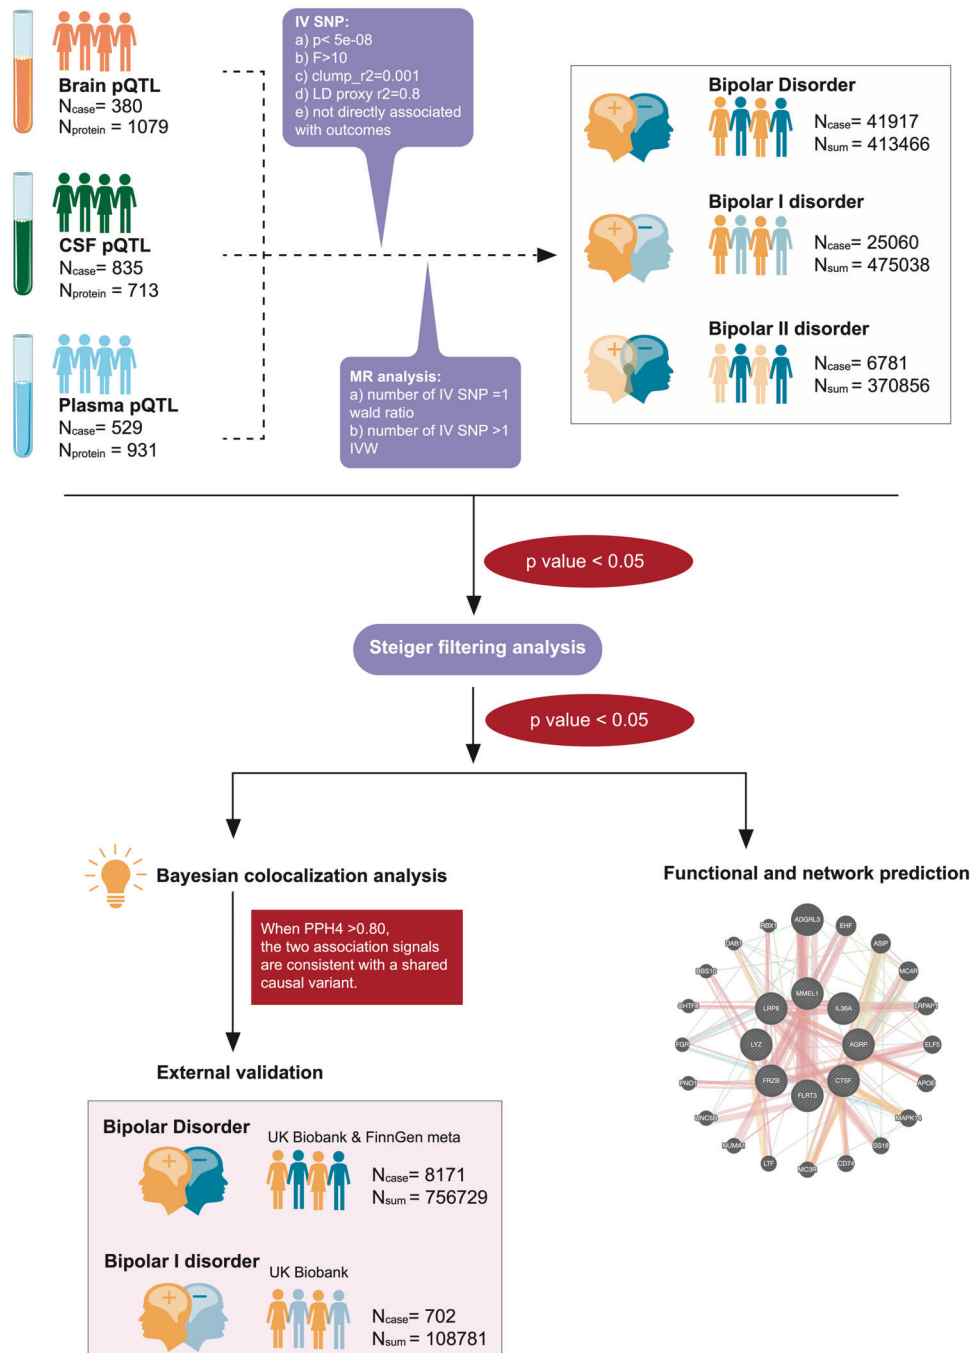 Brain pQTL
Ncase= 380
Nprotein = 1079
CSF pQTL
Ncase= 835
Nprotein = 713
Plasma pQTL
Ncase= 529
Nprotein = 931
IV SNP:
a) p< 5e-08
b) F>10
c) clump_r2=0.001
d) LD proxy r2=0.8
e) not directly associated
with outcomes
MR analysis:
a) number of IV SNP =1
wald ratio
b) number of IV SNP >1
IVW
Bipolar Disorder
+ −
Ncase= 41917
Nsum = 413466
Bipolar I disorder
+ −
Ncase= 25060
Nsum = 475038
Bipolar II disorder
+ −
Ncase= 6781
Nsum = 370856
p value < 0.05
Steiger filtering analysis
p value < 0.05
Bayesian colocalization analysis
When PPH4 >0.80,
the two association signals
are consistent with a shared
causal variant.
External validation
Bipolar Disorder
+ −
UK Biobank & FinnGen meta
Ncase= 8171
Nsum = 756729
Bipolar I disorder
+ −
UK Biobank
Ncase= 702
Nsum = 108781
Functional and network prediction
ADGRL3
RBX1
EHF
DAB1
ASIP
BBS10
MC4R
MMEL1
CHTF8
LRP8
IL36A
LRPAP1
FGR
LYZ
AGRP
ELF5
PNO1
FRZB
CTSF
APOE
FLRT3
UNC5B
MAPK14
NUMA1
SS18
LTF
CD74
MC3R